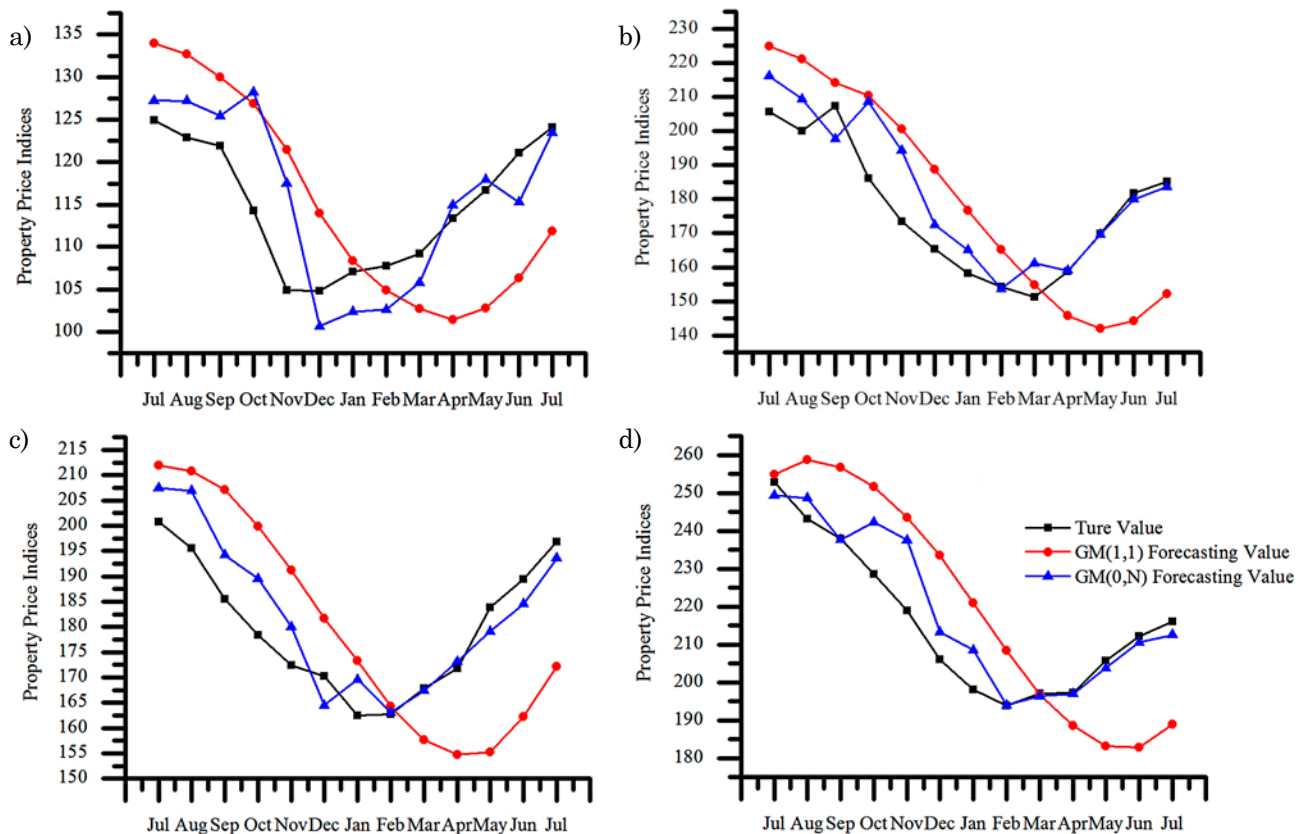 a)
Property Price Indices
135
130
125
120
115
110
105
100
Jul Aug Sep Oct Nov Dec Jan Feb Mar Apr May Jun Jul
b)
Property Price Indices
230
220
210
200
190
180
170
160
150
140
Jul Aug Sep Oct Nov Dec Jan Feb Mar Apr May Jun Jul
c)
Property Price Indices
215
210
205
200
195
190
185
180
175
170
165
160
155
150
Jul Aug Sep Oct Nov Dec Jan Feb Mar Apr May Jun Jul
d)
Property Price Indices
260
250
240
230
220
210
200
190
180
Ture Value
GM(1,1) Forecasting Value
GM(0,N) Forecasting Value
Jul Aug Sep Oct Nov Dec Jan Feb Mar Apr May Jun Jul